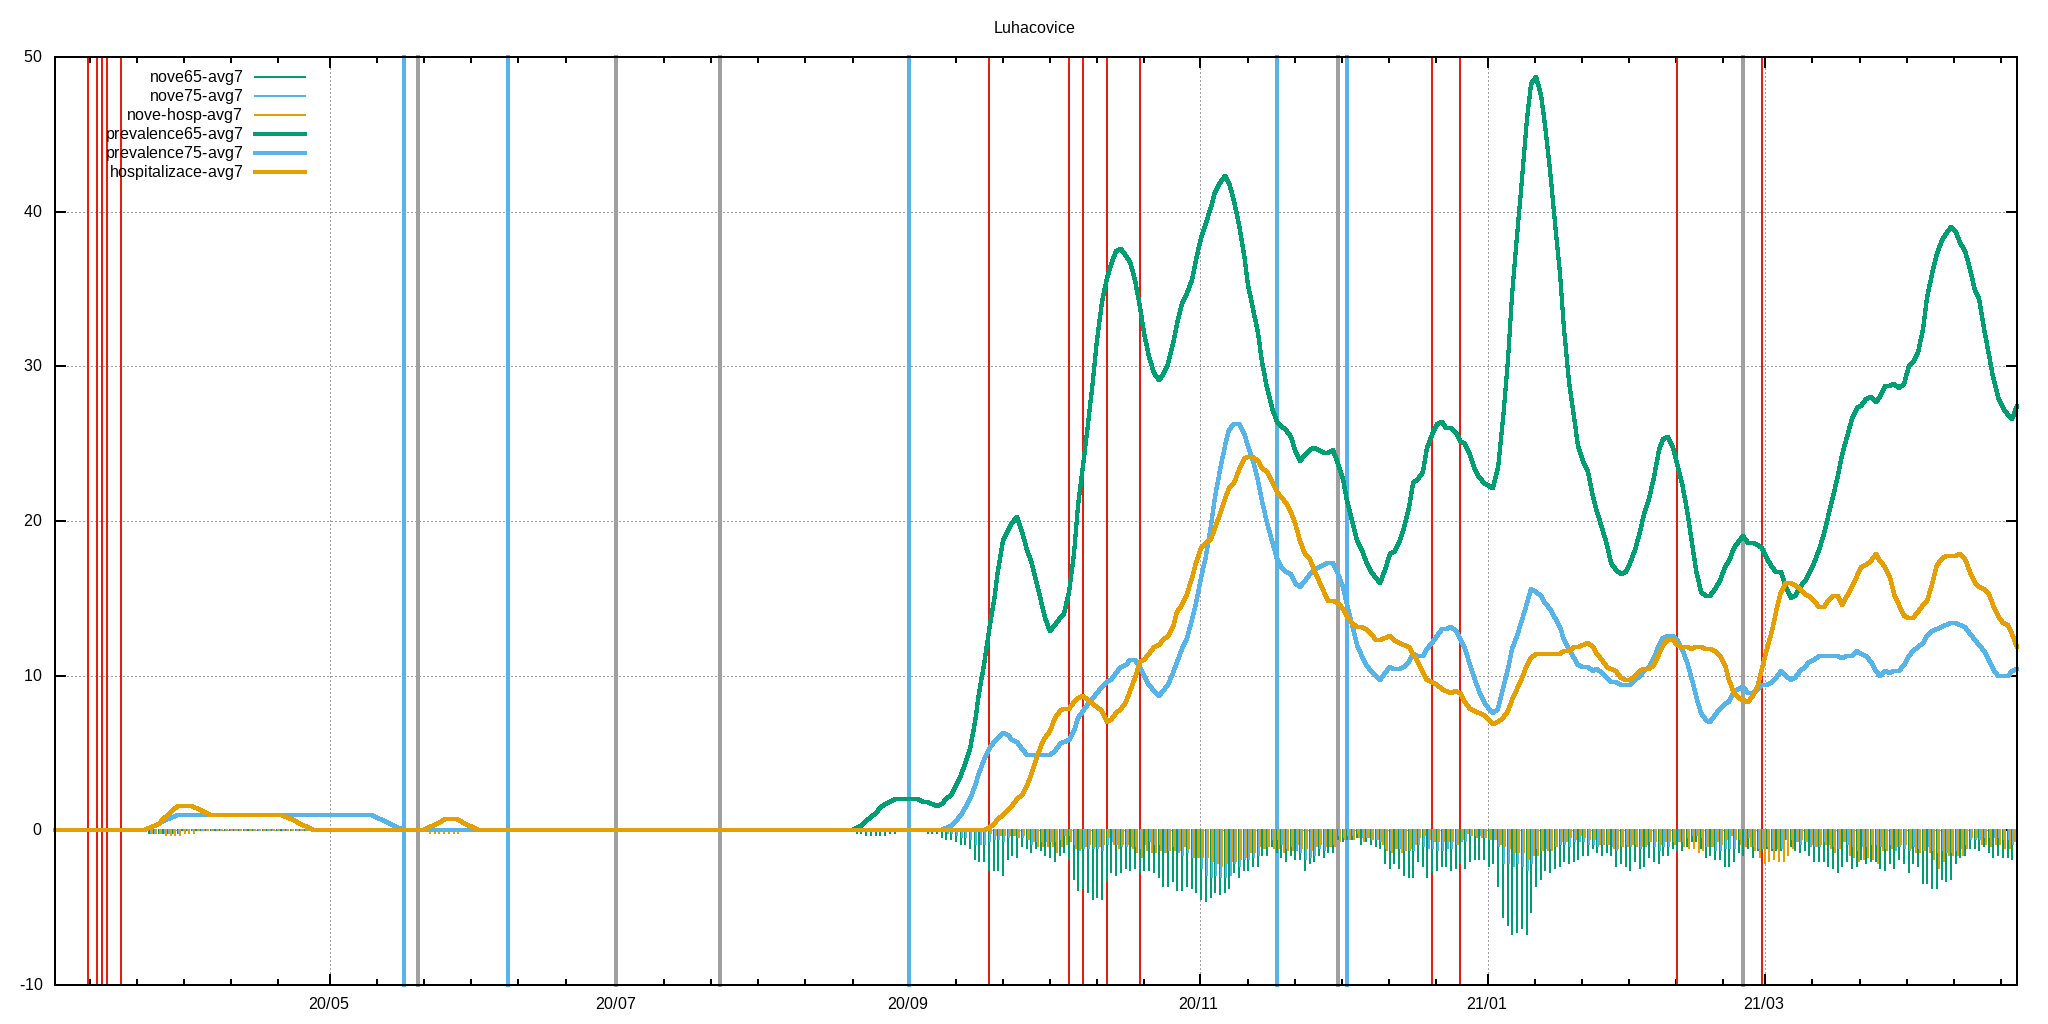 Luhacovice
50
40
30
20
10
0
-10
nove65-avg7
nove75-avg7
nove-hosp-avg7
prevalence65-avg7
prevalence75-avg7
hospitalizace-avg7
20/05 20/07 20/09 20/11 21/01 21/03